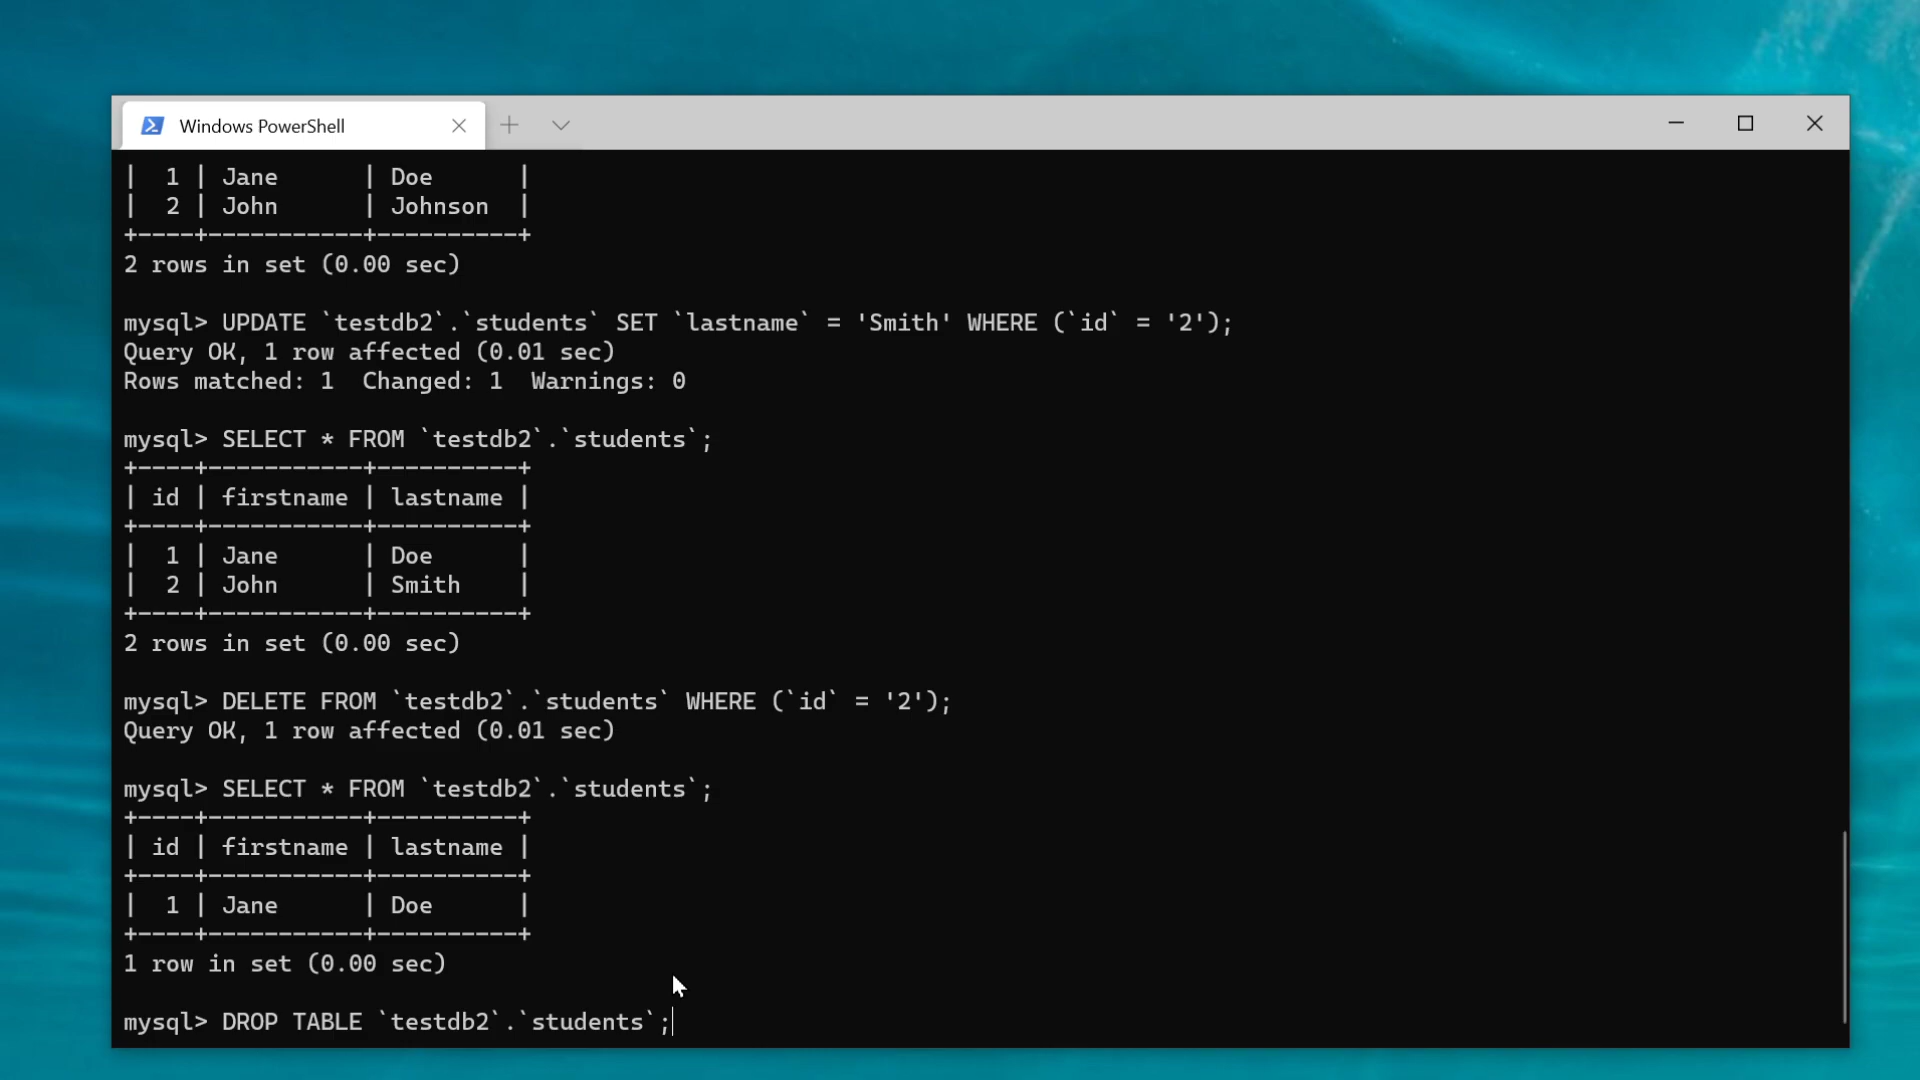 Windows PowerShell
|  1 | Jane      | Doe      |
|  2 | John      | Johnson  |
+----+-----------+----------+
2 rows in set (0.00 sec)
mysql> UPDATE `testdb2`.`students` SET `lastname` = 'Smith' WHERE (`id` = '2');
Query OK, 1 row affected (0.01 sec)
Rows matched: 1  Changed: 1  Warnings: 0
mysql> SELECT * FROM `testdb2`.`students`;
+----+-----------+----------+
| id | firstname | lastname |
+----+-----------+----------+
|  1 | Jane      | Doe      |
|  2 | John      | Smith    |
+----+-----------+----------+
2 rows in set (0.00 sec)
mysql> DELETE FROM `testdb2`.`students` WHERE (`id` = '2');
Query OK, 1 row affected (0.01 sec)
mysql> SELECT * FROM `testdb2`.`students`;
+----+-----------+----------+
| id | firstname | lastname |
+----+-----------+----------+
|  1 | Jane      | Doe      |
+----+-----------+----------+
1 row in set (0.00 sec)
mysql> DROP TABLE `testdb2`.`students`;